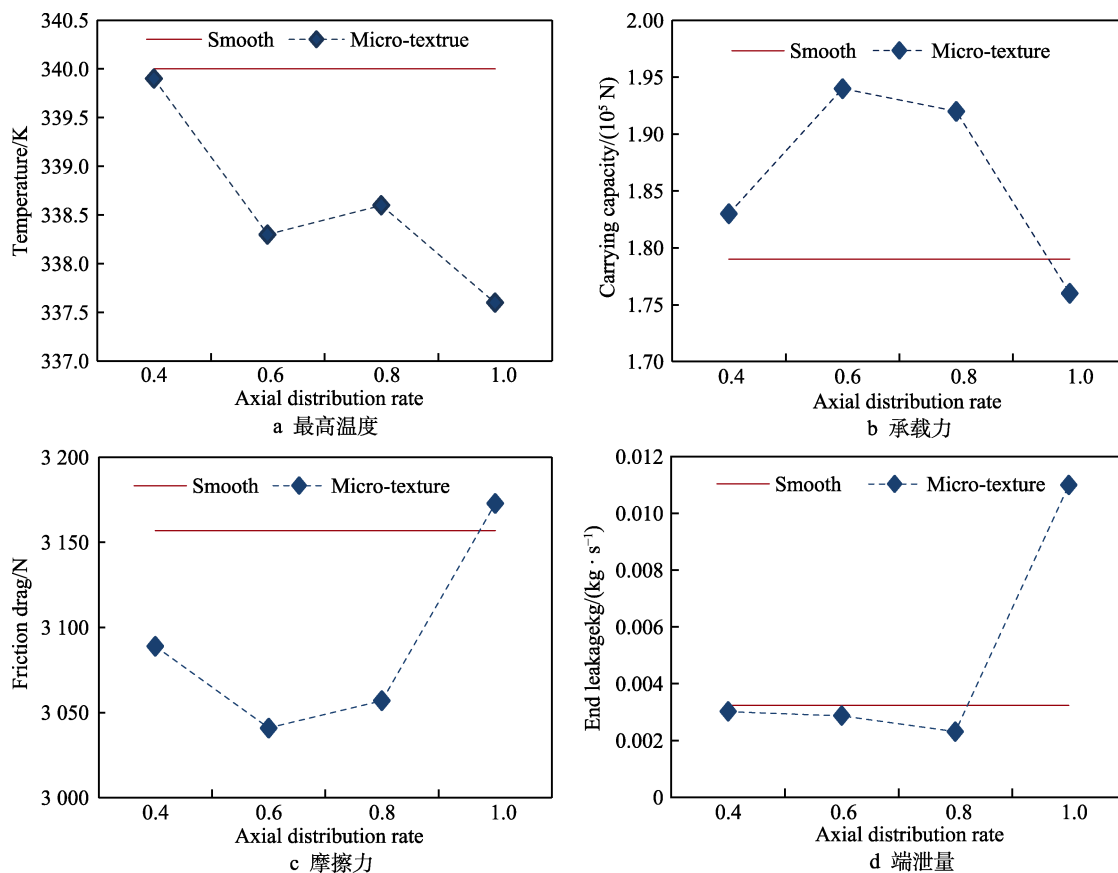 340.5
340.0
339.5
339.0
338.5
338.0
337.5
337.0
Temperature/K
Smooth Micro-textrue
0.4 0.6 0.8 1.0
Axial distribution rate
a 最高温度
2.00
1.95
1.90
1.85
1.80
1.75
1.70
Carrying capacity/(10⁵ N)
Smooth Micro-texture
0.4 0.6 0.8 1.0
Axial distribution rate
b 承载力
3 200
3 150
3 100
3 050
3 000
Friction drag/N
Smooth Micro-texture
0.4 0.6 0.8 1.0
Axial distribution rate
c 摩擦力
0.012
0.010
0.008
0.006
0.004
0.002
0
End leakagekg/(kg · s⁻¹)
Smooth Micro-texture
0.4 0.6 0.8 1.0
Axial distribution rate
d 端泄量